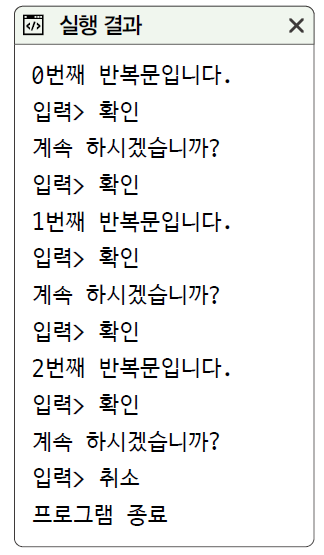 실행 결과
0번째 반복문입니다.
입력> 확인
계속 하시겠습니까?
입력> 확인
1번째 반복문입니다.
입력> 확인
계속 하시겠습니까?
입력> 확인
2번째 반복문입니다.
입력> 확인
계속 하시겠습니까?
입력> 취소
프로그램 종료